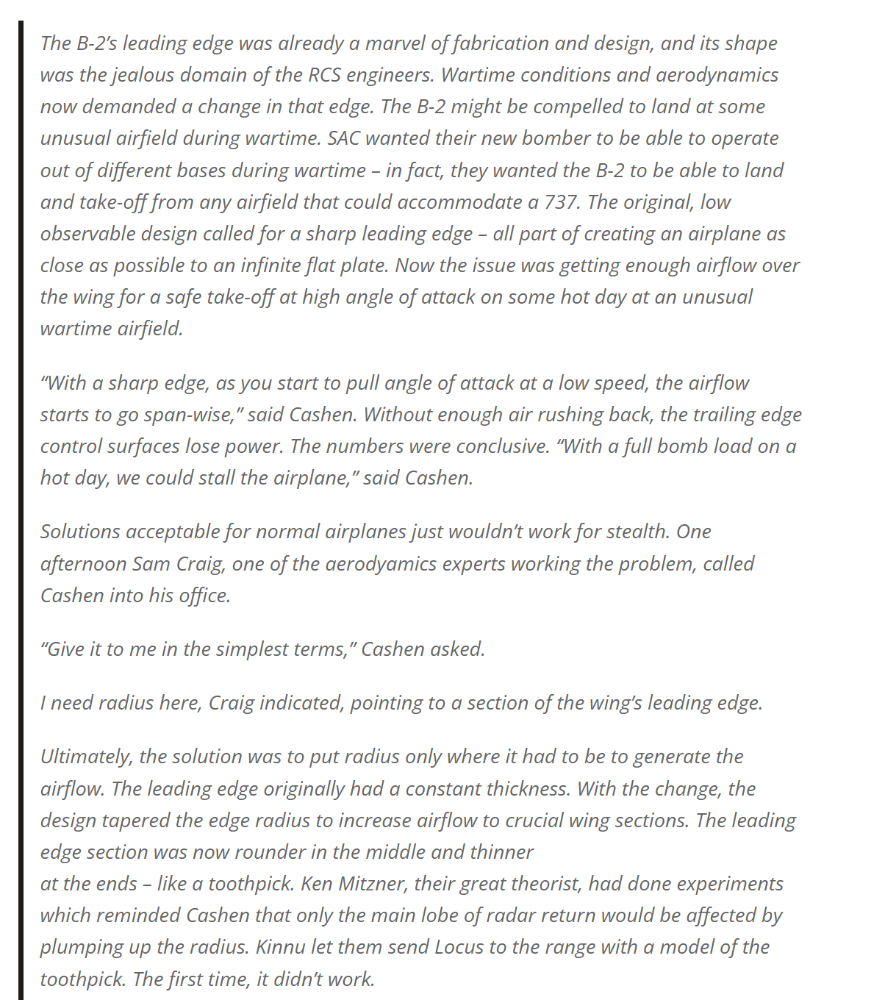 The B-2’s leading edge was already a marvel of fabrication and design, and its shape
was the jealous domain of the RCS engineers. Wartime conditions and aerodynamics
now demanded a change in that edge. The B-2 might be compelled to land at some
unusual airfield during wartime. SAC wanted their new bomber to be able to operate
out of different bases during wartime – in fact, they wanted the B-2 to be able to land
and take-off from any airfield that could accommodate a 737. The original, low
observable design called for a sharp leading edge – all part of creating an airplane as
close as possible to an infinite flat plate. Now the issue was getting enough airflow over
the wing for a safe take-off at high angle of attack on some hot day at an unusual
wartime airfield.
“With a sharp edge, as you start to pull angle of attack at a low speed, the airflow
starts to go span-wise,” said Cashen. Without enough air rushing back, the trailing edge
control surfaces lose power. The numbers were conclusive. “With a full bomb load on a
hot day, we could stall the airplane,” said Cashen.
Solutions acceptable for normal airplanes just wouldn’t work for stealth. One
afternoon Sam Craig, one of the aerodyamics experts working the problem, called
Cashen into his office.
“Give it to me in the simplest terms,” Cashen asked.
I need radius here, Craig indicated, pointing to a section of the wing’s leading edge.
Ultimately, the solution was to put radius only where it had to be to generate the
airflow. The leading edge originally had a constant thickness. With the change, the
design tapered the edge radius to increase airflow to crucial wing sections. The leading
edge section was now rounder in the middle and thinner
at the ends – like a toothpick. Ken Mitzner, their great theorist, had done experiments
which reminded Cashen that only the main lobe of radar return would be affected by
plumping up the radius. Kinnu let them send Locus to the range with a model of the
toothpick. The first time, it didn’t work.